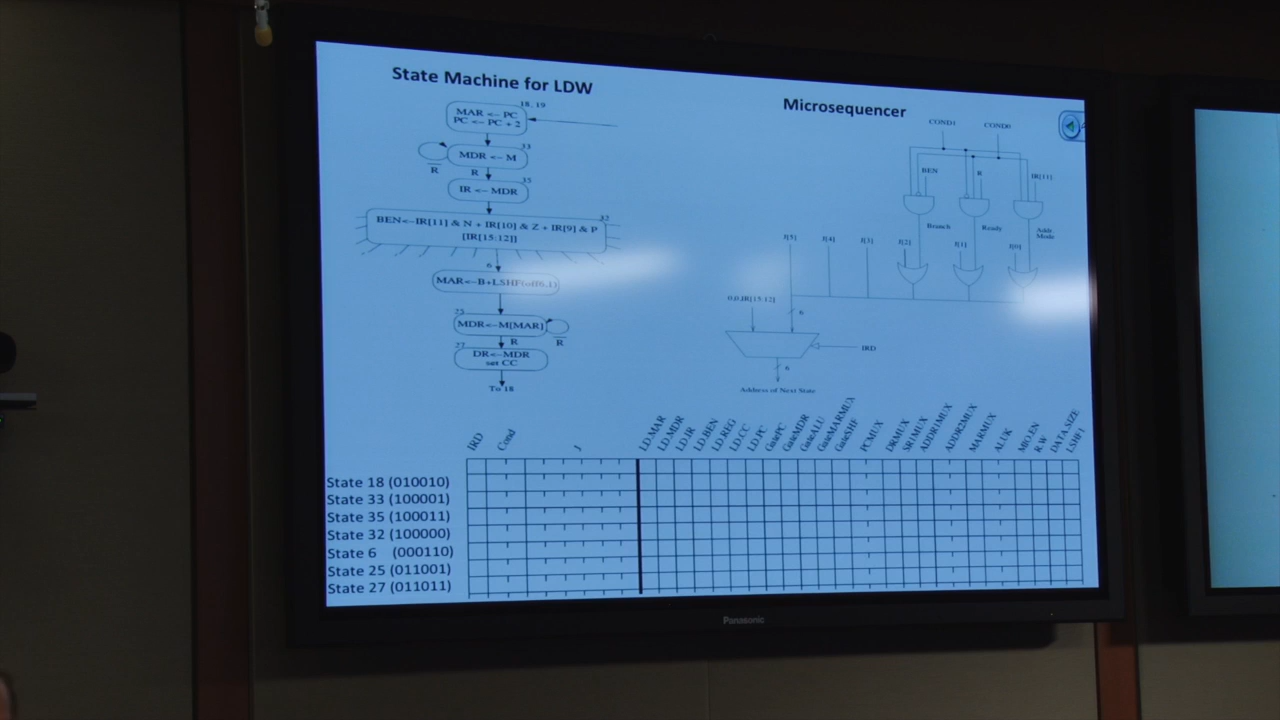 State Machine for LDW
18, 19
MAR <- PC
PC <- PC + 2
33
MDR <- M
R
R
35
IR <- MDR
32
BEN<-IR[11] & N + IR[10] & Z + IR[9] & P
[IR[15:12]]
6
MAR<-B+LSHF(off6,1)
25
MDR<-M[MAR]
R
R
27
DR<-MDR
set CC
To 18
Microsequencer
COND1
COND0
BEN
R
IR[11]
Branch
Ready
Addr.
Mode
J[5]
J[4]
J[3]
J[2]
J[1]
J[0]
0,0,IR[15:12]
6
IRD
6
Address of Next State
IRD
Cond
J
LD.MAR
LD.MDR
LD.IR
LD.BEN
LD.REG
LD.CC
LD.PC
GatePC
GateMDR
GateALU
GateMARMUX
GateSHF
PCMUX
DRMUX
SR1MUX
ADDR1MUX
ADDR2MUX
MARMUX
ALUK
MIO.EN
R.W
DATA.SIZE
LSHF1
State 18 (010010)
State 33 (100001)
State 35 (100011)
State 32 (100000)
State 6 (000110)
State 25 (011001)
State 27 (011011)
Panasonic